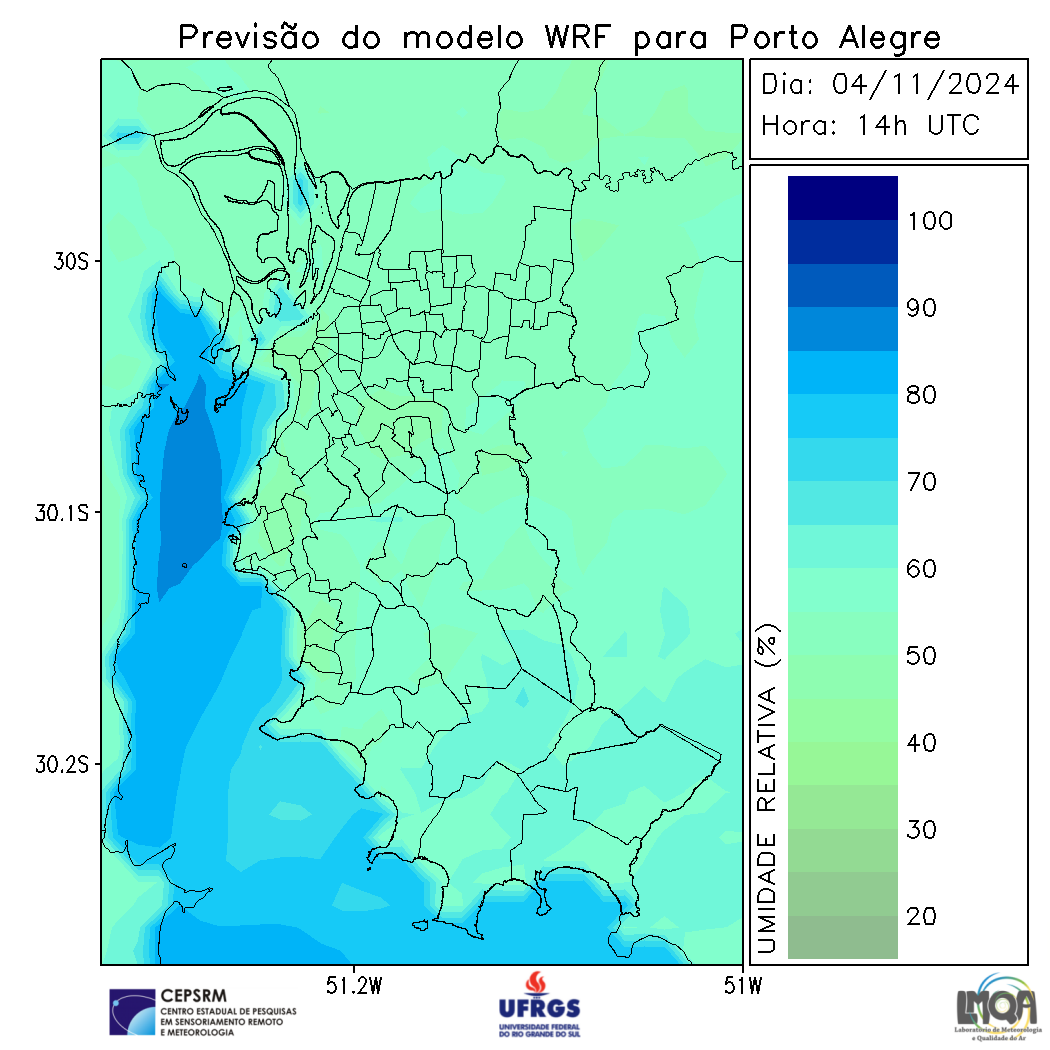 Previsão do modelo WRF para Porto Alegre
Dia: 04/11/2024
Hora: 14h UTC
100
90
80
70
60
50
40
30
20
UMIDADE RELATIVA (%)
30S
30.1S
30.2S
51.2W
51W
CEPSRM
CENTRO ESTADUAL DE PESQUISAS
EM SENSORIAMENTO REMOTO
E METEOROLOGIA
UFRGS
UNIVERSIDADE FEDERAL
DO RIO GRANDE DO SUL
LMQA
Laboratório de Meteorologia
e Qualidade do Ar